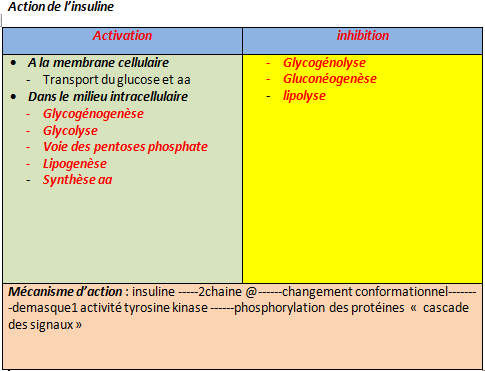 Action de l'insuline
Activation
inhibition
• A la membrane cellulaire
- Transport du glucose et aa
• Dans le milieu intracellulaire
- Glycogénogenèse
- Glycolyse
- Voie des pentoses phosphate
- Lipogenèse
- Synthèse aa
- Glycogénolyse
- Gluconéogenèse
- lipolyse
Mécanisme d'action : insuline -----2chaine @------changement conformationnel-------
-demasque1 activité tyrosine kinase ------phosphorylation des protéines « cascade
des signaux »